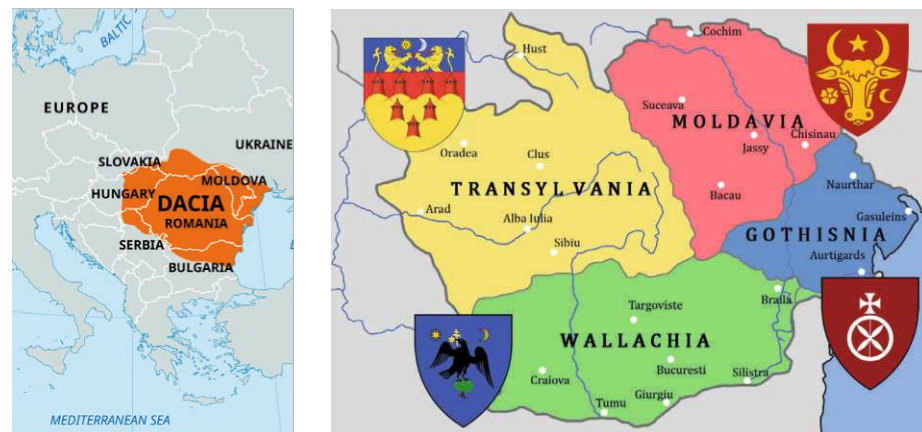 BALTIC
EUROPE
UKRAINE
SLOVAKIA
MOLDOVA
HUNGARY
DACIA
ROMANIA
SERBIA
BULGARIA
MEDITERRANEAN SEA
Cochim
Hust
Suceava
MOLDAVIA
Chisinau
Oradea
Clus
Jassy
TRANSYLVANIA
Bacau
Naurthar
Arad
Alba Iulia
Gasuleins
GOTHISNIA
Sibiu
Aurtigards
Braila
Targoviste
WALLACHIA
Bucuresti
Craiova
Silistra
Giurgiu
Tumu